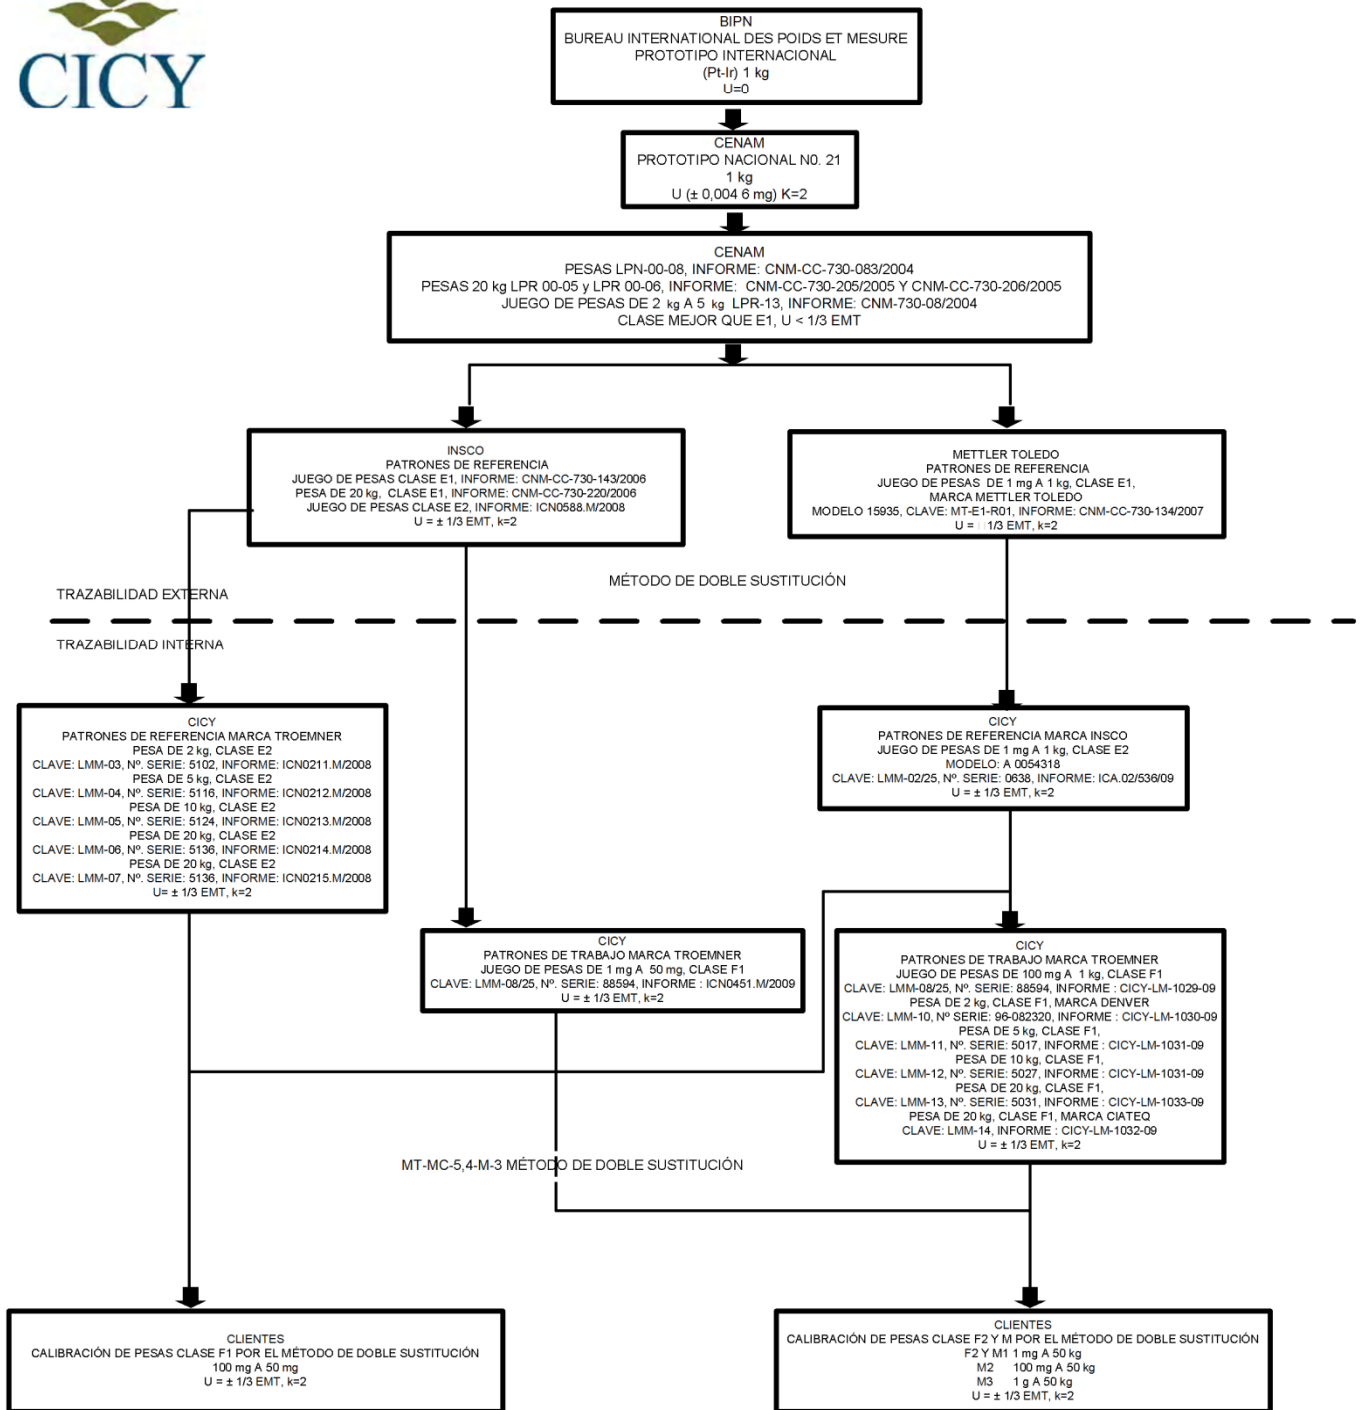 CICY
BIPN
BUREAU INTERNATIONAL DES POIDS ET MESURE
PROTOTIPO INTERNACIONAL
(Pt-Ir) 1 kg
U=0
CENAM
PROTOTIPO NACIONAL N0. 21
1 kg
U (± 0,004 6 mg) K=2
CENAM
PESAS LPN-00-08, INFORME: CNM-CC-730-083/2004
PESAS 20 kg LPR 00-05 y LPR 00-06, INFORME: CNM-CC-730-205/2005 Y CNM-CC-730-206/2005
JUEGO DE PESAS DE 2 kg A 5 kg LPR-13, INFORME: CNM-730-08/2004
CLASE MEJOR QUE E1, U < 1/3 EMT
INSCO
PATRONES DE REFERENCIA
JUEGO DE PESAS CLASE E1, INFORME: CNM-CC-730-143/2006
PESA DE 20 kg, CLASE E1, INFORME: CNM-CC-730-220/2006
JUEGO DE PESAS CLASE E2, INFORME: ICN0588.M/2008
U = ± 1/3 EMT, k=2
METTLER TOLEDO
PATRONES DE REFERENCIA
JUEGO DE PESAS DE 1 mg A 1 kg, CLASE E1,
MARCA METTLER TOLEDO
MODELO 15935, CLAVE: MT-E1-R01, INFORME: CNM-CC-730-134/2007
U = 1/3 EMT, k=2
MÉTODO DE DOBLE SUSTITUCIÓN
TRAZABILIDAD EXTERNA
TRAZABILIDAD INTERNA
CICY
PATRONES DE REFERENCIA MARCA TROEMNER
PESA DE 2 kg, CLASE E2
CLAVE: LMM-03, Nº. SERIE: 5102, INFORME: ICN0211.M/2008
PESA DE 5 kg, CLASE E2
CLAVE: LMM-04, Nº. SERIE: 5116, INFORME: ICN0212.M/2008
PESA DE 10 kg, CLASE E2
CLAVE: LMM-05, Nº. SERIE: 5124, INFORME: ICN0213.M/2008
PESA DE 20 kg, CLASE E2
CLAVE: LMM-06, Nº. SERIE: 5136, INFORME: ICN0214.M/2008
PESA DE 20 kg, CLASE E2
CLAVE: LMM-07, Nº. SERIE: 5136, INFORME: ICN0215.M/2008
U= ± 1/3 EMT, k=2
CICY
PATRONES DE REFERENCIA MARCA INSCO
JUEGO DE PESAS DE 1 mg A 1 kg, CLASE E2
MODELO: A 0054318
CLAVE: LMM-02/25, Nº. SERIE: 0638, INFORME: ICA.02/536/09
U = ± 1/3 EMT, k=2
CICY
PATRONES DE TRABAJO MARCA TROEMNER
JUEGO DE PESAS DE 1 mg A 50 mg, CLASE F1
CLAVE: LMM-08/25, Nº. SERIE: 88594, INFORME : ICN0451.M/2009
U = ± 1/3 EMT, k=2
CICY
PATRONES DE TRABAJO MARCA TROEMNER
JUEGO DE PESAS DE 100 mg A 1 kg, CLASE F1
CLAVE: LMM-08/25, Nº. SERIE: 88594, INFORME : CICY-LM-1029-09
PESA DE 2 kg, CLASE F1, MARCA DENVER
CLAVE: LMM-10, Nº SERIE: 96-082320, INFORME : CICY-LM-1030-09
PESA DE 5 kg, CLASE F1,
CLAVE: LMM-11, Nº. SERIE: 5017, INFORME : CICY-LM-1031-09
PESA DE 10 kg, CLASE F1,
CLAVE: LMM-12, Nº. SERIE: 5027, INFORME : CICY-LM-1031-09
PESA DE 20 kg, CLASE F1,
CLAVE: LMM-13, Nº. SERIE: 5031, INFORME : CICY-LM-1033-09
PESA DE 20 kg, CLASE F1, MARCA CIATEQ
CLAVE: LMM-14, INFORME : CICY-LM-1032-09
U = ± 1/3 EMT, k=2
MT-MC-5,4-M-3 MÉTODO DE DOBLE SUSTITUCIÓN
CLIENTES
CALIBRACIÓN DE PESAS CLASE F1 POR EL MÉTODO DE DOBLE SUSTITUCIÓN
100 mg A 50 mg
U = ± 1/3 EMT, k=2
CLIENTES
CALIBRACIÓN DE PESAS CLASE F2 Y M POR EL MÉTODO DE DOBLE SUSTITUCIÓN
F2 Y M1 1 mg A 50 kg
M2 100 mg A 50 kg
M3 1 g A 50 kg
U = ± 1/3 EMT, k=2